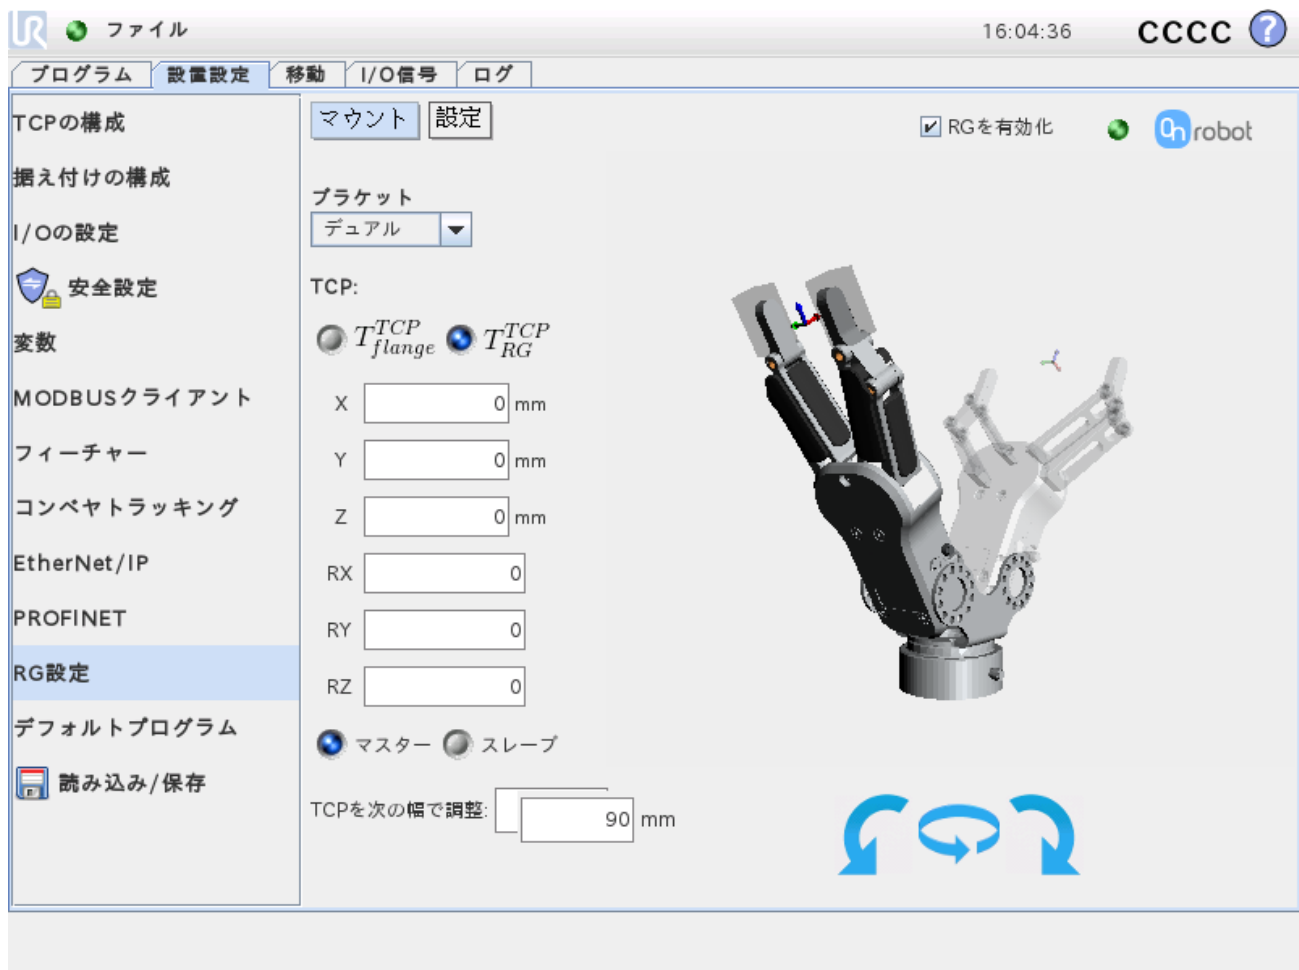 UR ファイル 16:04:36 CCCC ?
プログラム 設置設定 移動 I/O信号 ログ
TCPの構成
据え付けの構成
I/Oの設定
安全設定
変数
MODBUSクライアント
フィーチャー
コンベヤトラッキング
EtherNet/IP
PROFINET
RG設定
デフォルトプログラム
読み込み/保存
マウント 設定
RGを有効化 On robot
ブラケット
デュアル
TCP:
T_{flange}^{TCP} T_{RG}^{TCP}
X 0 mm
Y 0 mm
Z 0 mm
RX 0
RY 0
RZ 0
マスター スレーブ
TCPを次の幅で調整: 90 mm